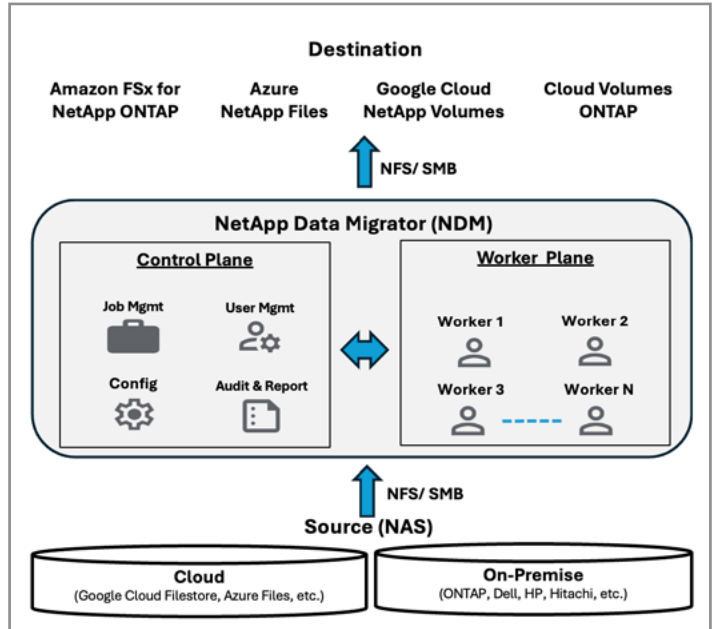 Destination
Amazon FSx for
NetApp ONTAP
Azure
NetApp Files
Google Cloud
NetApp Volumes
Cloud Volumes
ONTAP
NFS/ SMB
NetApp Data Migrator (NDM)
Control Plane
Job Mgmt
User Mgmt
Config
Audit & Report
Worker Plane
Worker 1
Worker 2
Worker 3
Worker N
NFS/ SMB
Source (NAS)
Cloud
(Google Cloud Filestore, Azure Files, etc.)
On-Premise
(ONTAP, Dell, HP, Hitachi, etc.)